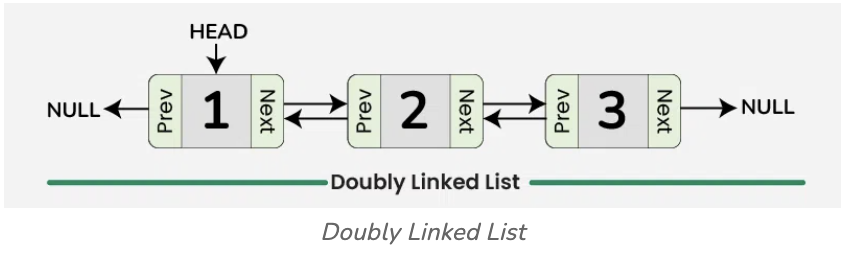 HEAD
NULL Prev 1 Next Prev 2 Next Prev 3 Next NULL
Doubly Linked List
Doubly Linked List